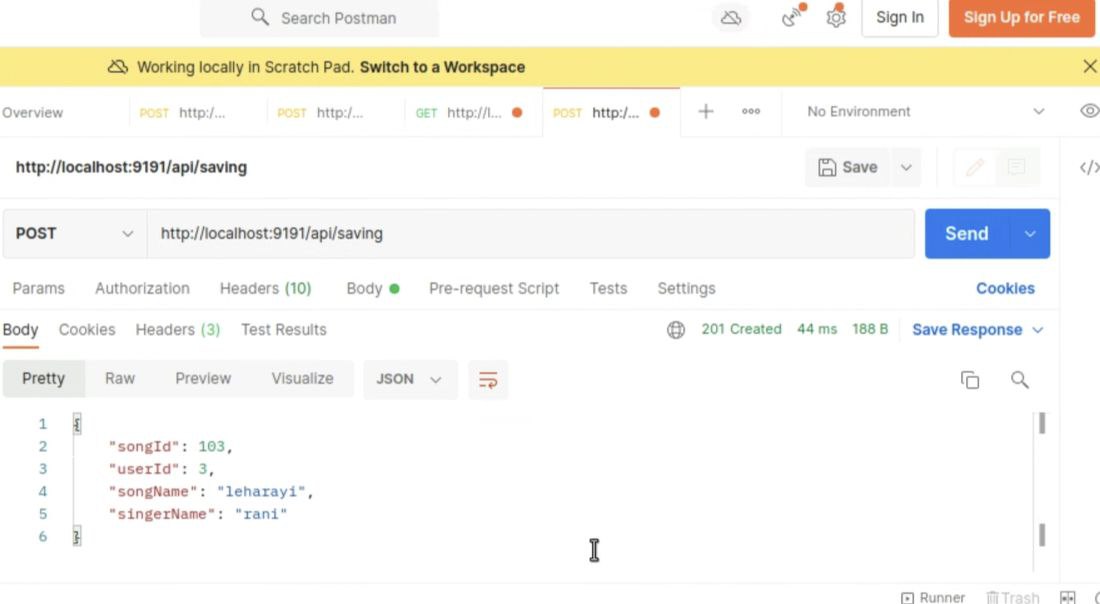 Search Postman
Sign In
Sign Up for Free
Working locally in Scratch Pad. Switch to a Workspace
Overview
POST http:/...
POST http:/...
GET http://l...
POST http:/...
No Environment
http://localhost:9191/api/saving
Save
</>
POST
http://localhost:9191/api/saving
Send
Params Authorization Headers (10) Body Pre-request Script Tests Settings Cookies
Body Cookies Headers (3) Test Results 201 Created 44 ms 188 B Save Response
Pretty Raw Preview Visualize JSON
1 {
2 "songId": 103,
3 "userId": 3,
4 "songName": "leharayi",
5 "singerName": "rani"
6 }
Runner Trash